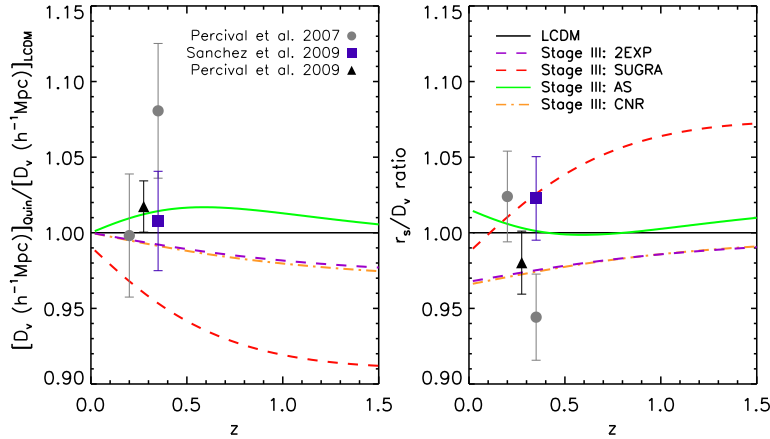 [Dᵥ (h⁻¹Mpc)]Quin/[Dᵥ (h⁻¹Mpc)]LCDM
1.15
1.10
1.05
1.00
0.95
0.90
0.0
0.5
1.0
1.5
z
Percival et al. 2007
Sanchez et al. 2009
Percival et al. 2009
rₛ/Dᵥ ratio
1.15
1.10
1.05
1.00
0.95
0.90
0.0
0.5
1.0
1.5
z
LCDM
Stage III: 2EXP
Stage III: SUGRA
Stage III: AS
Stage III: CNR